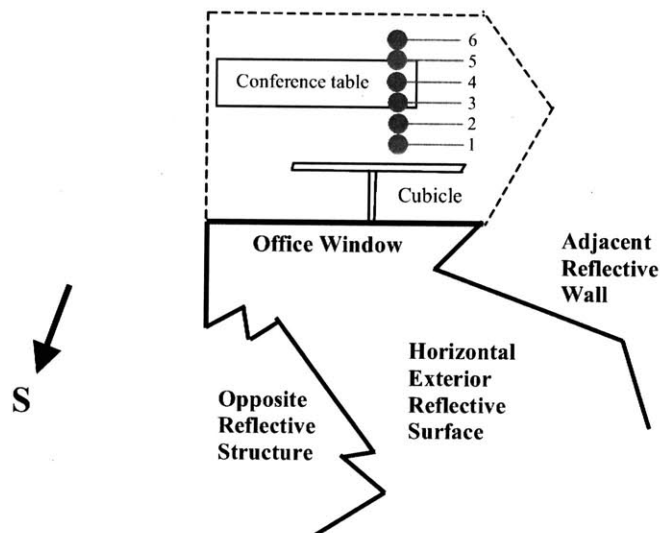 6
5
Conference table
4
3
2
1
Cubicle
Office Window
Adjacent
Reflective
Wall
S
Horizontal
Exterior
Reflective
Surface
Opposite
Reflective
Structure